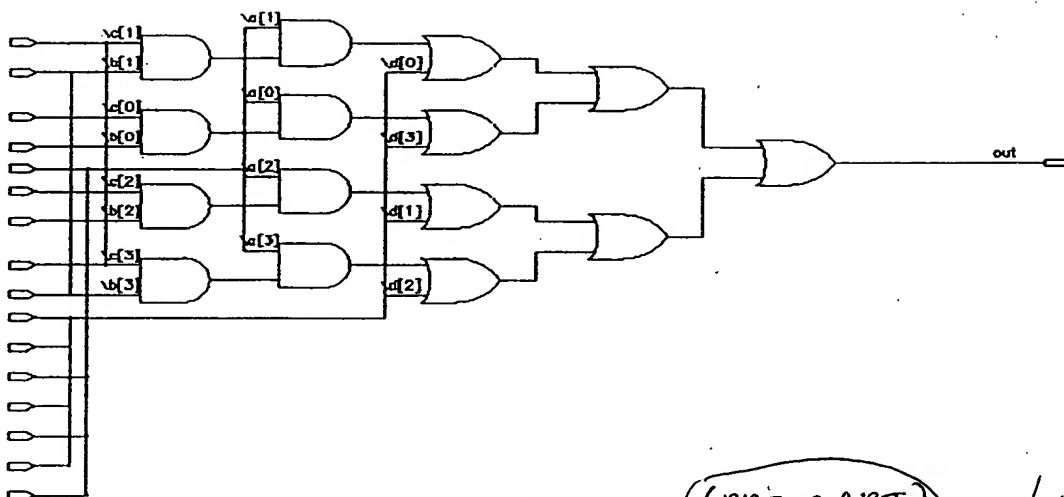 \c[1]
\a[1]
\b[1]
\d[0]
\c[0]
\a[0]
\b[0]
\d[3]
\c[2]
\a[2]
out
\b[2]
\d[1]
\c[3]
\a[3]
\b[3]
\d[2]